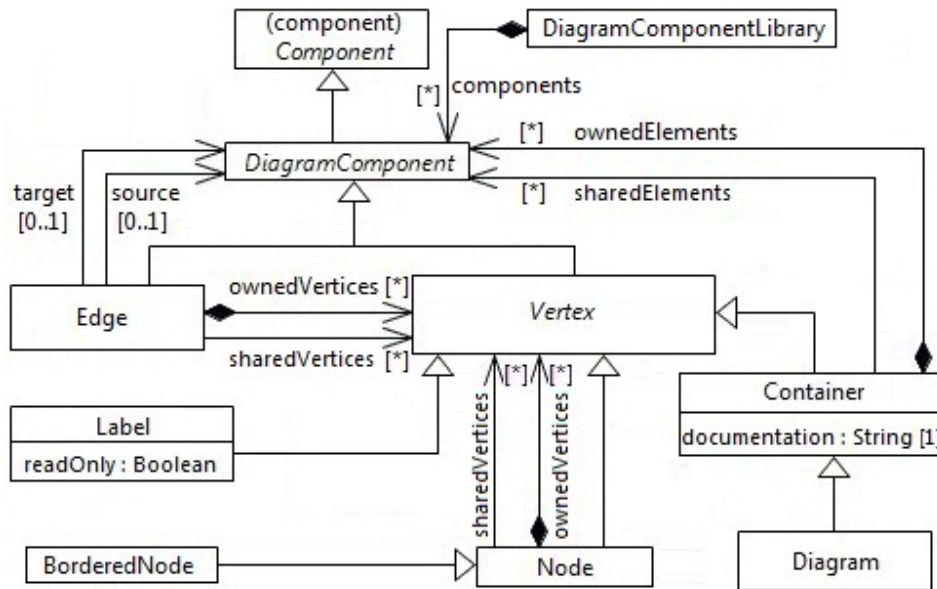 (component)
Component
DiagramComponentLibrary
components
[*]
[*] ownedElements
DiagramComponent
target
[0..1]
source
[0..1]
[*] sharedElements
ownedVertices [*]
Edge
Vertex
sharedVertices [*]
[*] [*]
Container
documentation : String [1]
Label
readOnly : Boolean
sharedVertices
ownedVertices
BorderedNode
Node
Diagram